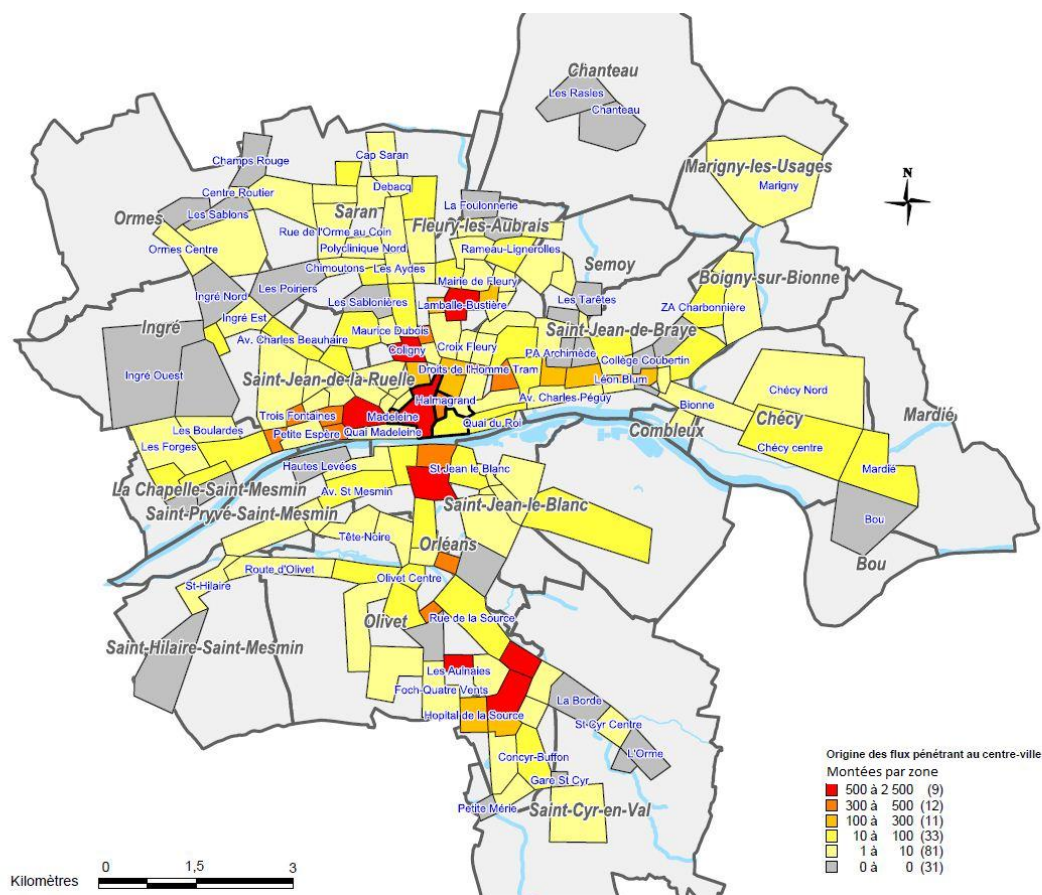 Chanteau
Les Rasles
Chanteau
Cap Saran
Champs Rouge
Marigny-les-Usages
Marigny
N
Debacq
Centre Routier
La Foulonnerie
Ormes
Les Sablons
Saran
Fleury-les-Aubrais
Rue de l'Orme au Coin
Ormes Centre
Polyclinique Nord
Rameau-Lignerolles
Semoy
Chimoutons
Les Aydes
Boigny-sur-Bionne
Les Poiriers
Mairie de Fleury
Ingré Nord
Les Sablonières
Lamballe-Bustière
Les Tarêtes
ZA Charbonnière
Ingré
Ingré Est
Maurice Dubois
Saint-Jean-de-Braye
Av. Charles Beauhaire
Coligny
Croix Fleury
PA Archimède
Collège Coubertin
Ingré Ouest
Saint-Jean-de-la-Ruelle
Droits de l'Homme Tram
Léon Blum
Chécy Nord
Halmagrand
Av. Charles Péguy
Trois Fontaines
Madeleine
Bionne
Chécy
Mardié
Les Boulardes
Petite Espère
Quai Madeleine
Quai du Roi
Combleux
Les Forges
Chécy centre
Hautes Levées
St Jean le Blanc
Mardié
La Chapelle-Saint-Mesmin
Av. St Mesmin
Saint-Jean-le-Blanc
Saint-Pryvé-Saint-Mesmin
Bou
Tête-Noire
Orléans
Bou
Route d'Olivet
Olivet Centre
St-Hilaire
Rue de la Source
Olivet
Saint-Hilaire-Saint-Mesmin
Les Aulnaies
Foch-Quatre Vents
La Borde
Hopital de la Source
St-Cyr Centre
L'Orme
Concyr-Buffon
Gare St Cyr
Petite Mérie
Saint-Cyr-en-Val
Origine des flux pénétrant au centre-ville
Montées par zone
500 à 2 500 (9)
300 à 500 (12)
100 à 300 (11)
10 à 100 (33)
1 à 10 (81)
0 à 0 (31)
Kilomètres
0 1,5 3